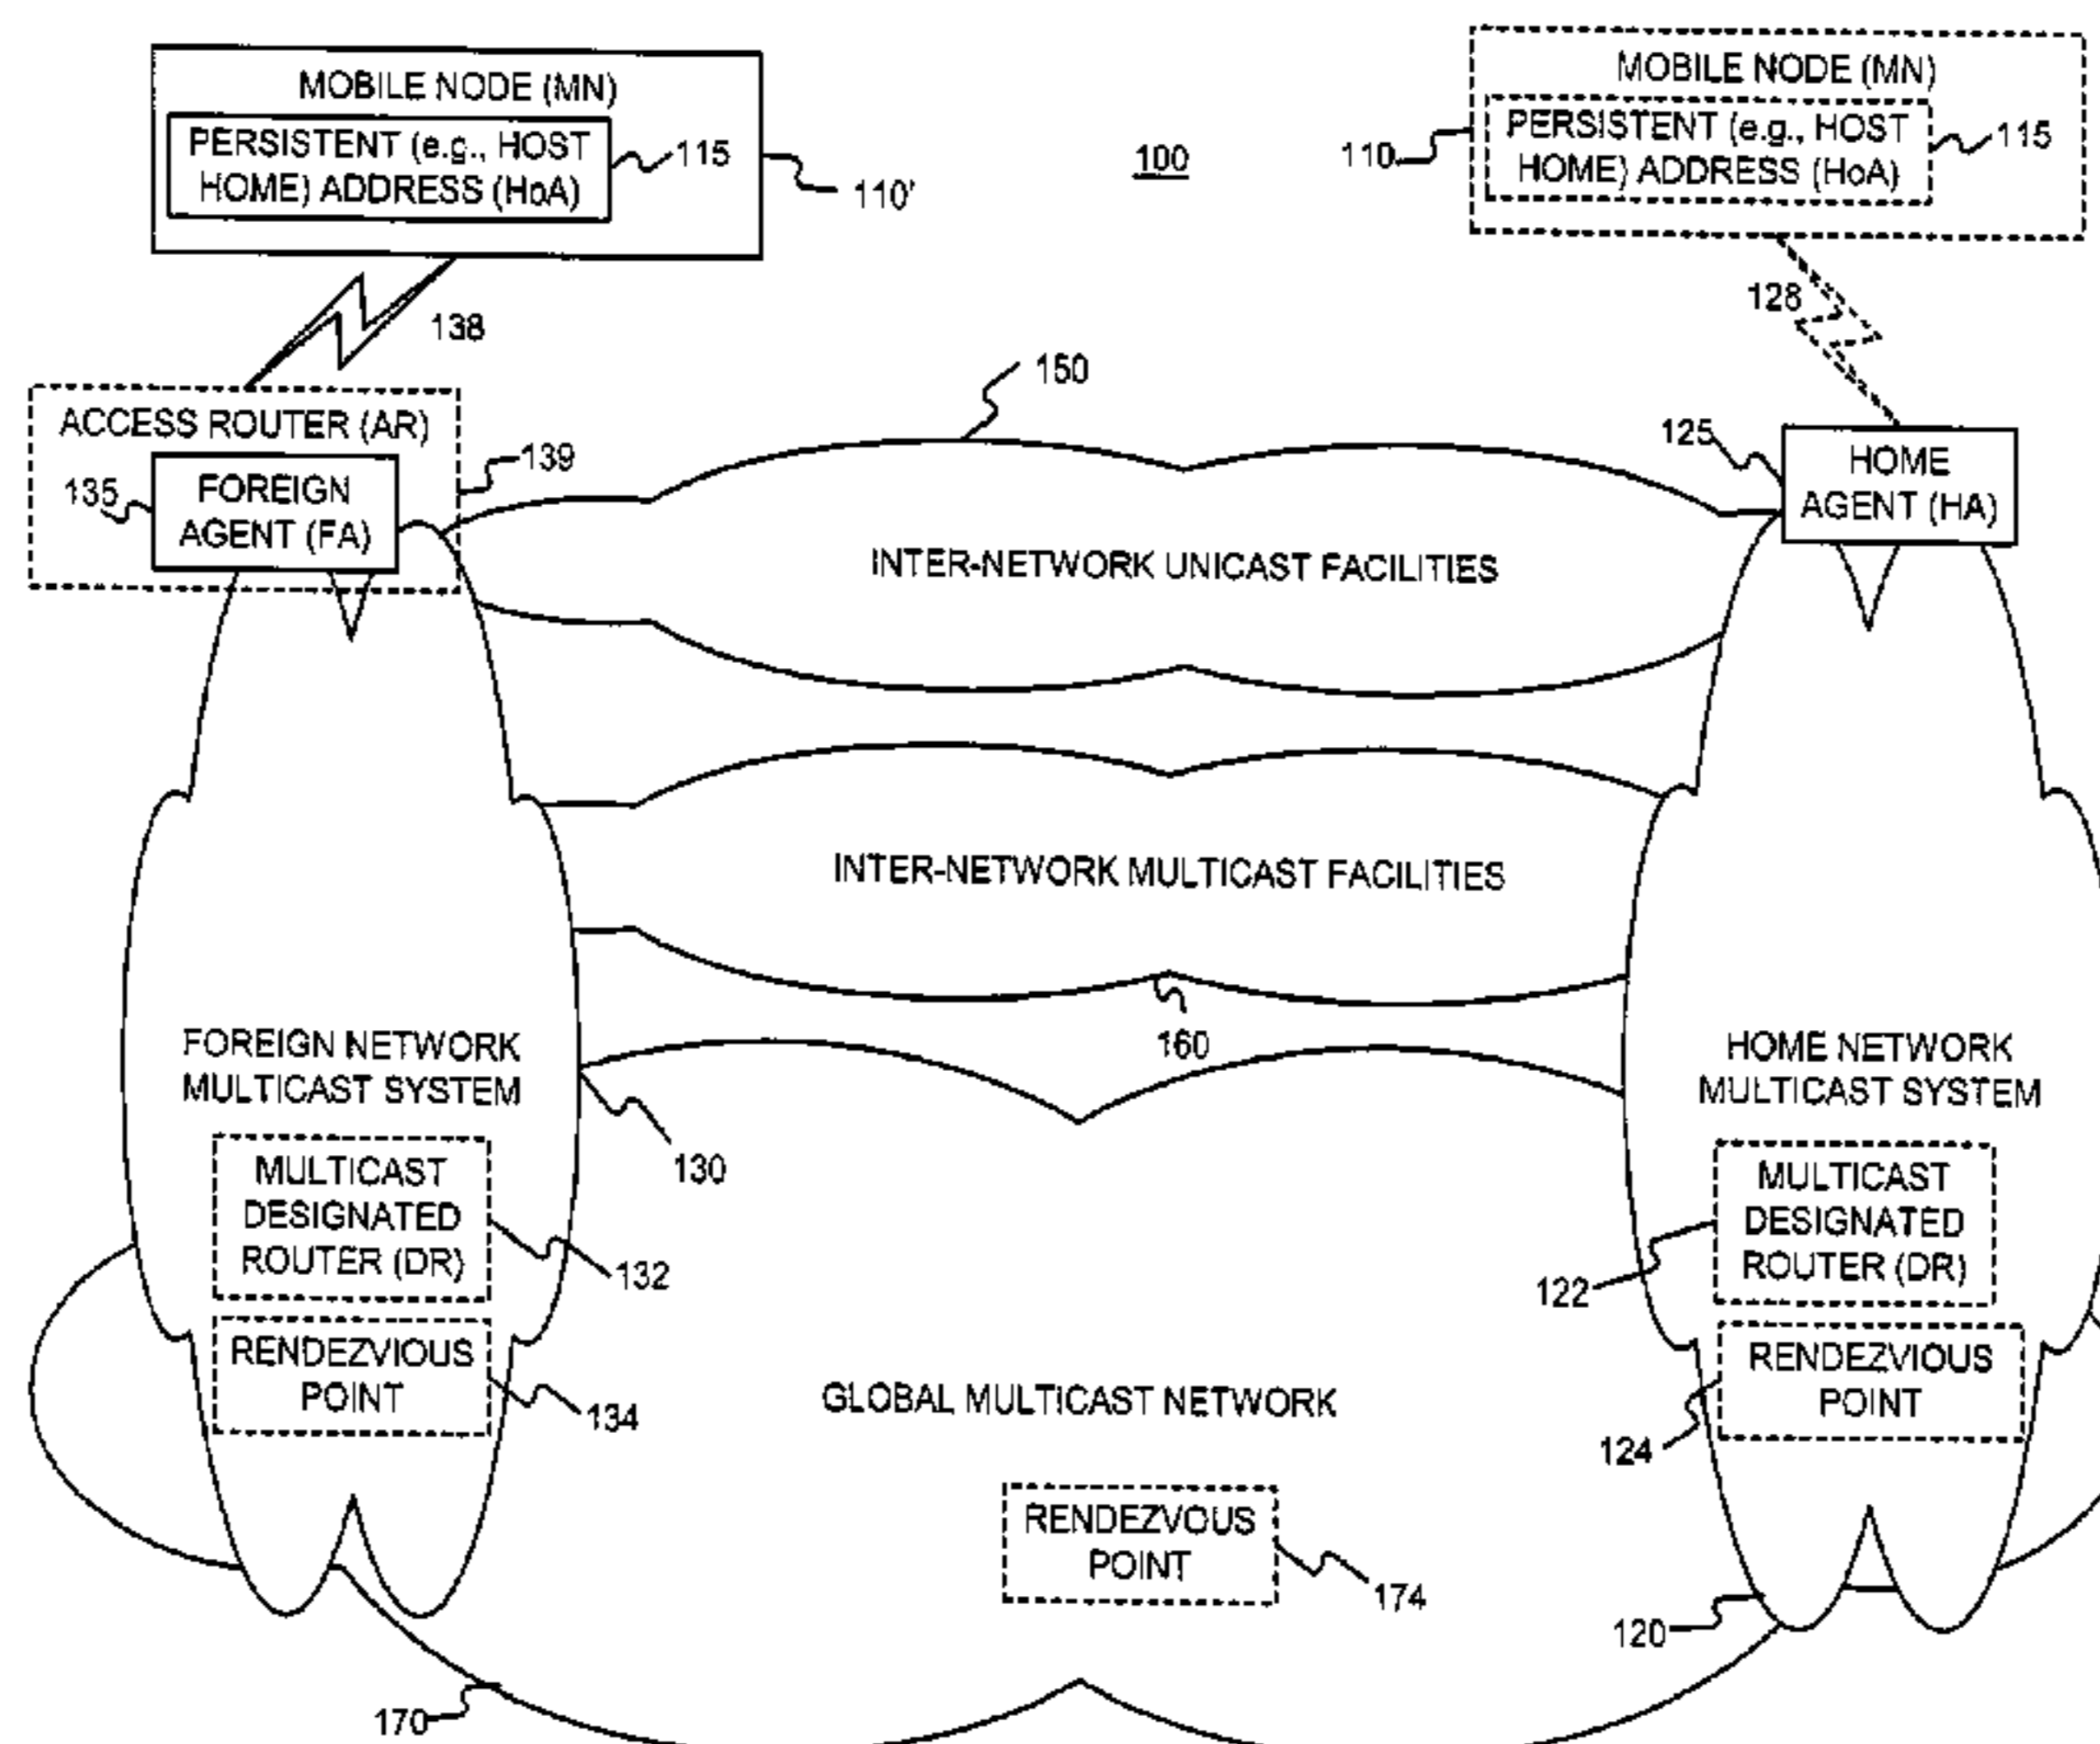 MOBILE NODE (MN)
PERSISTENT (e.g., HOST
HOME) ADDRESS (HoA)
115
110'
100
MOBILE NODE (MN)
PERSISTENT (e.g., HOST
HOME) ADDRESS (HoA)
115
110
138
128
150
ACCESS ROUTER (AR)
139
FOREIGN
AGENT (FA)
135
125
HOME
AGENT (HA)
INTER-NETWORK UNICAST FACILITIES
INTER-NETWORK MULTICAST FACILITIES
160
FOREIGN NETWORK
MULTICAST SYSTEM
130
MULTICAST
DESIGNATED
ROUTER (DR)
132
RENDEZVIOUS
POINT
134
HOME NETWORK
MULTICAST SYSTEM
MULTICAST
DESIGNATED
ROUTER (DR)
122
RENDEZVIOUS
POINT
124
GLOBAL MULTICAST NETWORK
RENDEZVOUS
POINT
174
120
170